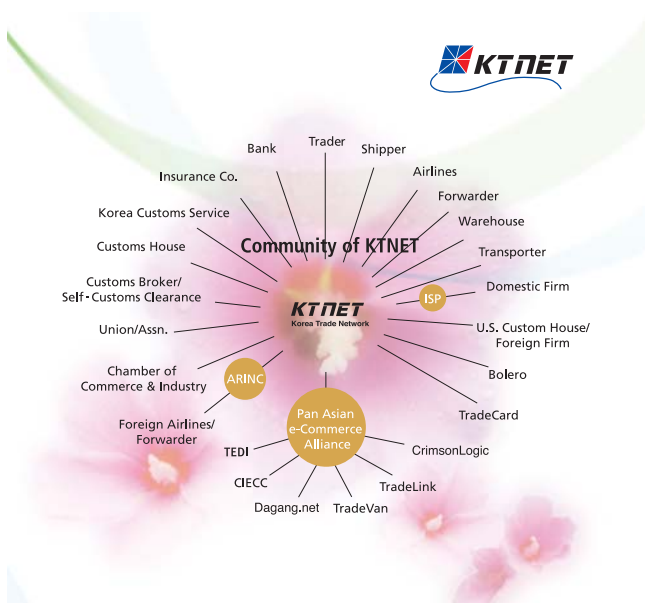 KTNET
Trader
Bank
Shipper
Insurance Co.
Airlines
Korea Customs Service
Forwarder
Warehouse
Community of KTNET
Customs House
Transporter
Customs Broker/
Self-Customs Clearance
Domestic Firm
ISP
KTNET
Korea Trade Network
Union/Assn.
U.S. Custom House/
Foreign Firm
Chamber of
Commerce & Industry
ARINC
Bolero
Foreign Airlines/
Forwarder
TradeCard
Pan Asian
e-Commerce
Alliance
TEDI
CrimsonLogic
CIECC
TradeLink
Dagang.net
TradeVan